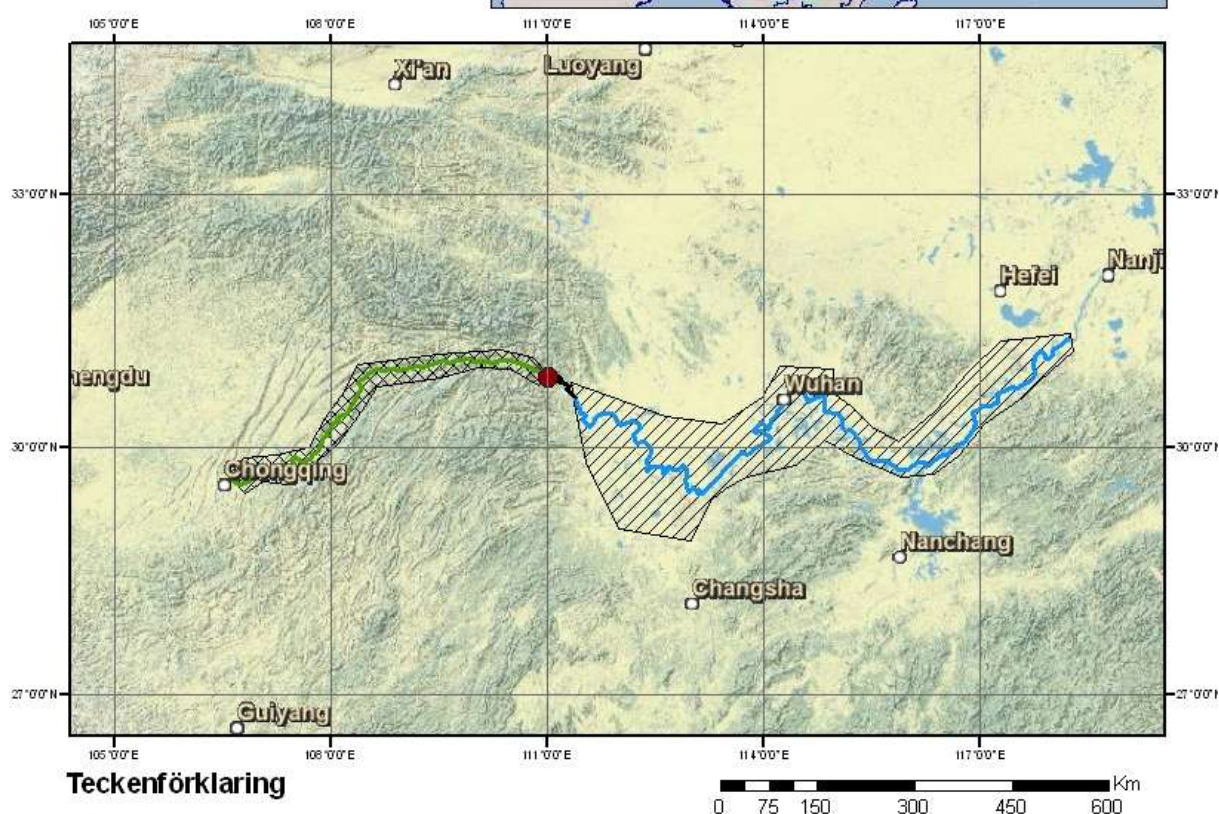 105°0'0"E 108°0'0"E 111°0'0"E 114°0'0"E 117°0'0"E
Xi'an
Luoyang
33°0'0"N 33°0'0"N
Hefei
Nanji
hengdu
Wuhan
30°0'0"N 30°0'0"N
Chongqing
Nanchang
Changsha
27°0'0"N 27°0'0"N
Guiyang
105°0'0"E 108°0'0"E 111°0'0"E 114°0'0"E 117°0'0"E
Teckenförklaring
Km
0 75 150 300 450 600